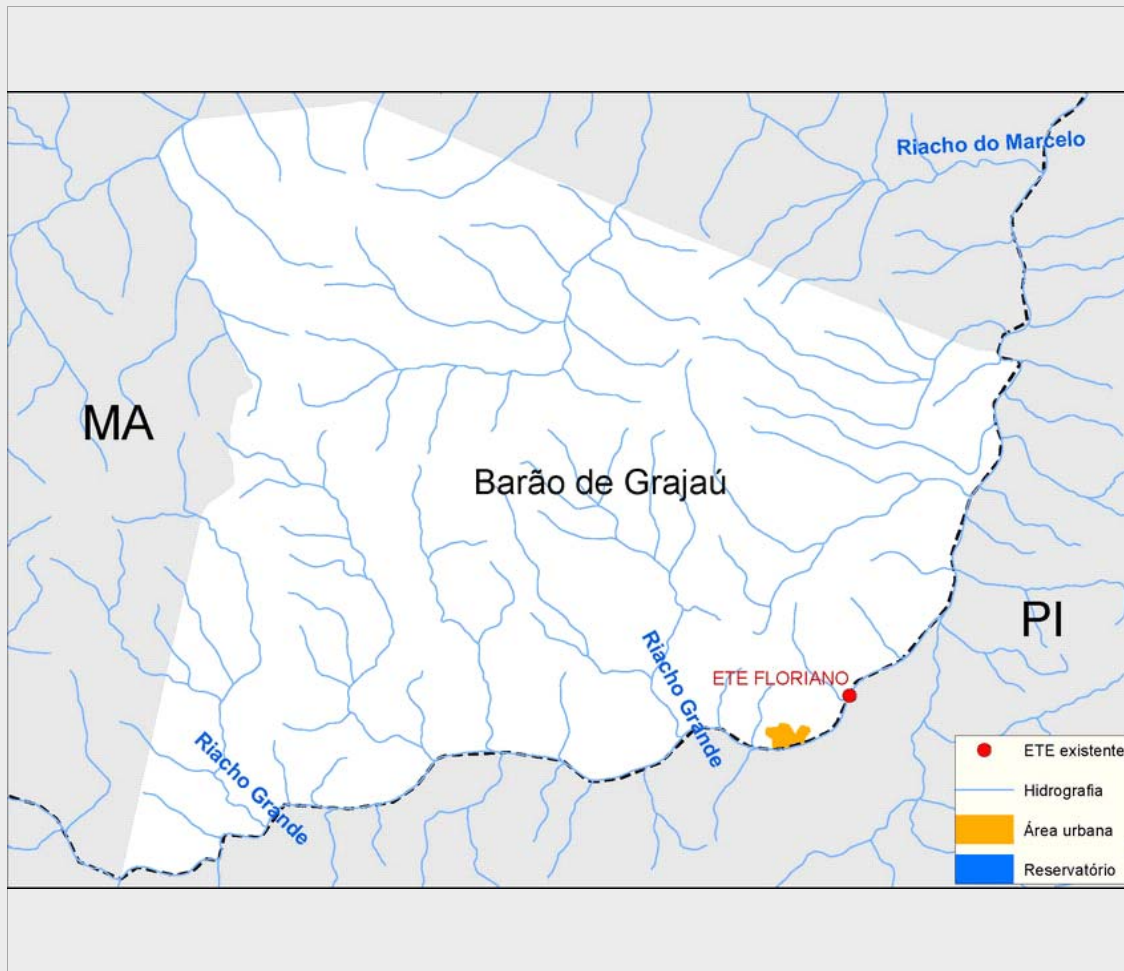 Riacho do Marcelo
MA
Barão de Grajaú
PI
Riacho Grande
ETE FLORIANO
Riacho Grande
ETE existente
Hidrografia
Área urbana
Reservatório